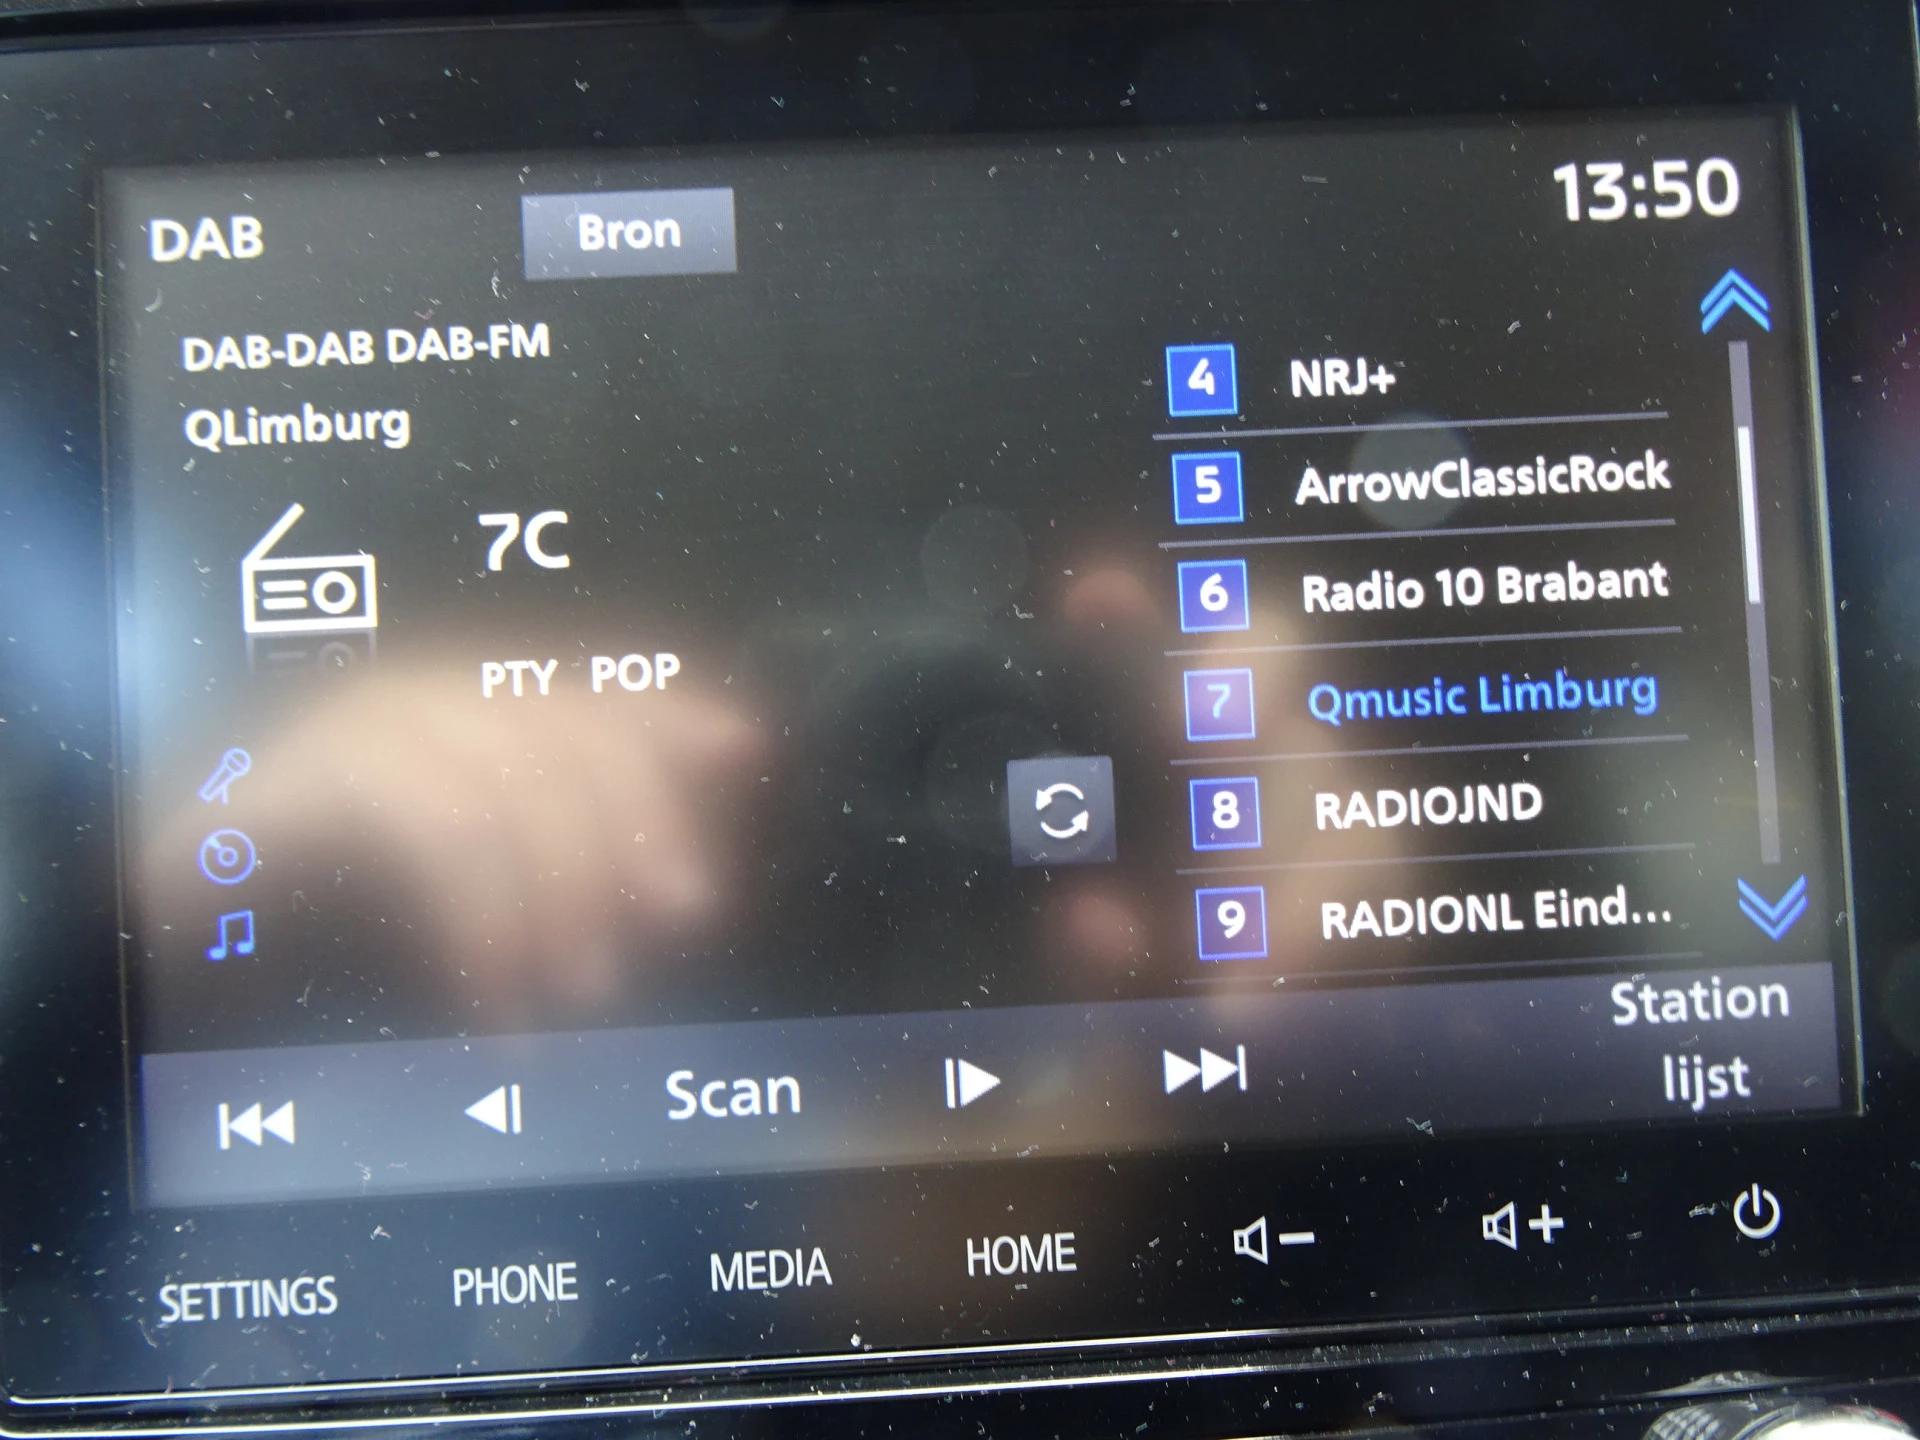 DAB
Bron
13:50
DAB-DAB DAB-FM
QLimburg
7C
PTY POP
4 NRJ+
5 ArrowClassicRock
6 Radio 10 Brabant
7 Qmusic Limburg
8 RADIOJND
9 RADIONL Eind...
Scan
Station
lijst
SETTINGS
PHONE
MEDIA
HOME